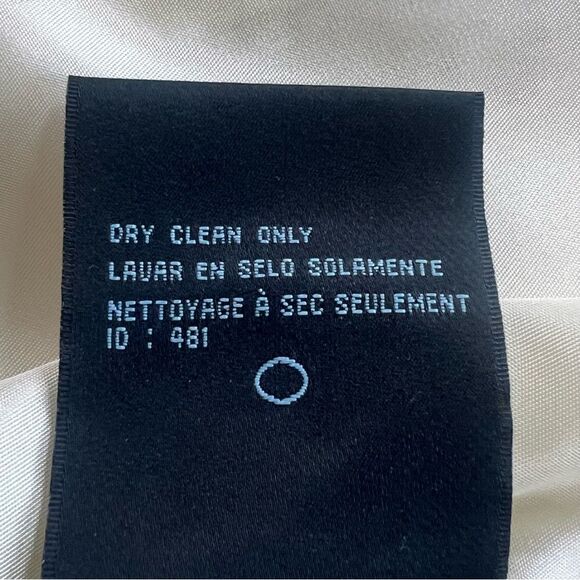 DRY CLEAN ONLY
LAVAR EN SELO SOLAMENTE
NETTOYAGE À SEC SEULEMENT
ID : 481